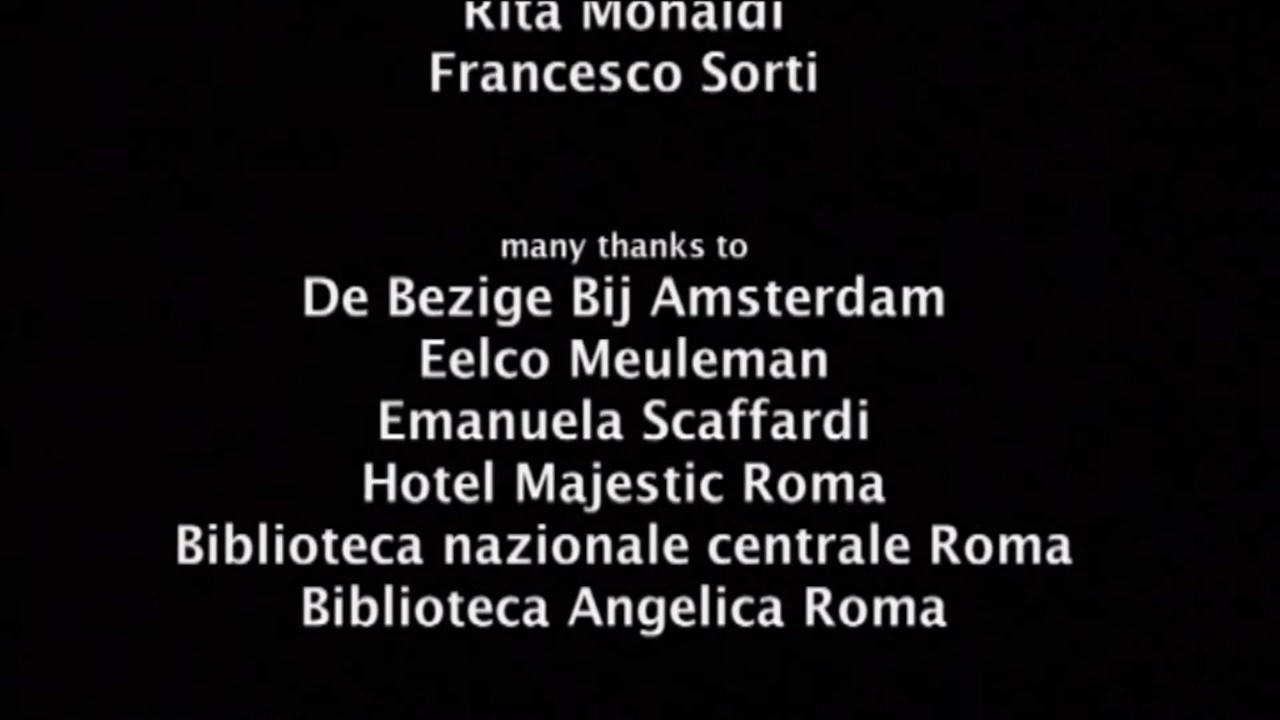 Rita Monaldi
Francesco Sorti
many thanks to
De Bezige Bij Amsterdam
Eelco Meuleman
Emanuela Scaffardi
Hotel Majestic Roma
Biblioteca nazionale centrale Roma
Biblioteca Angelica Roma